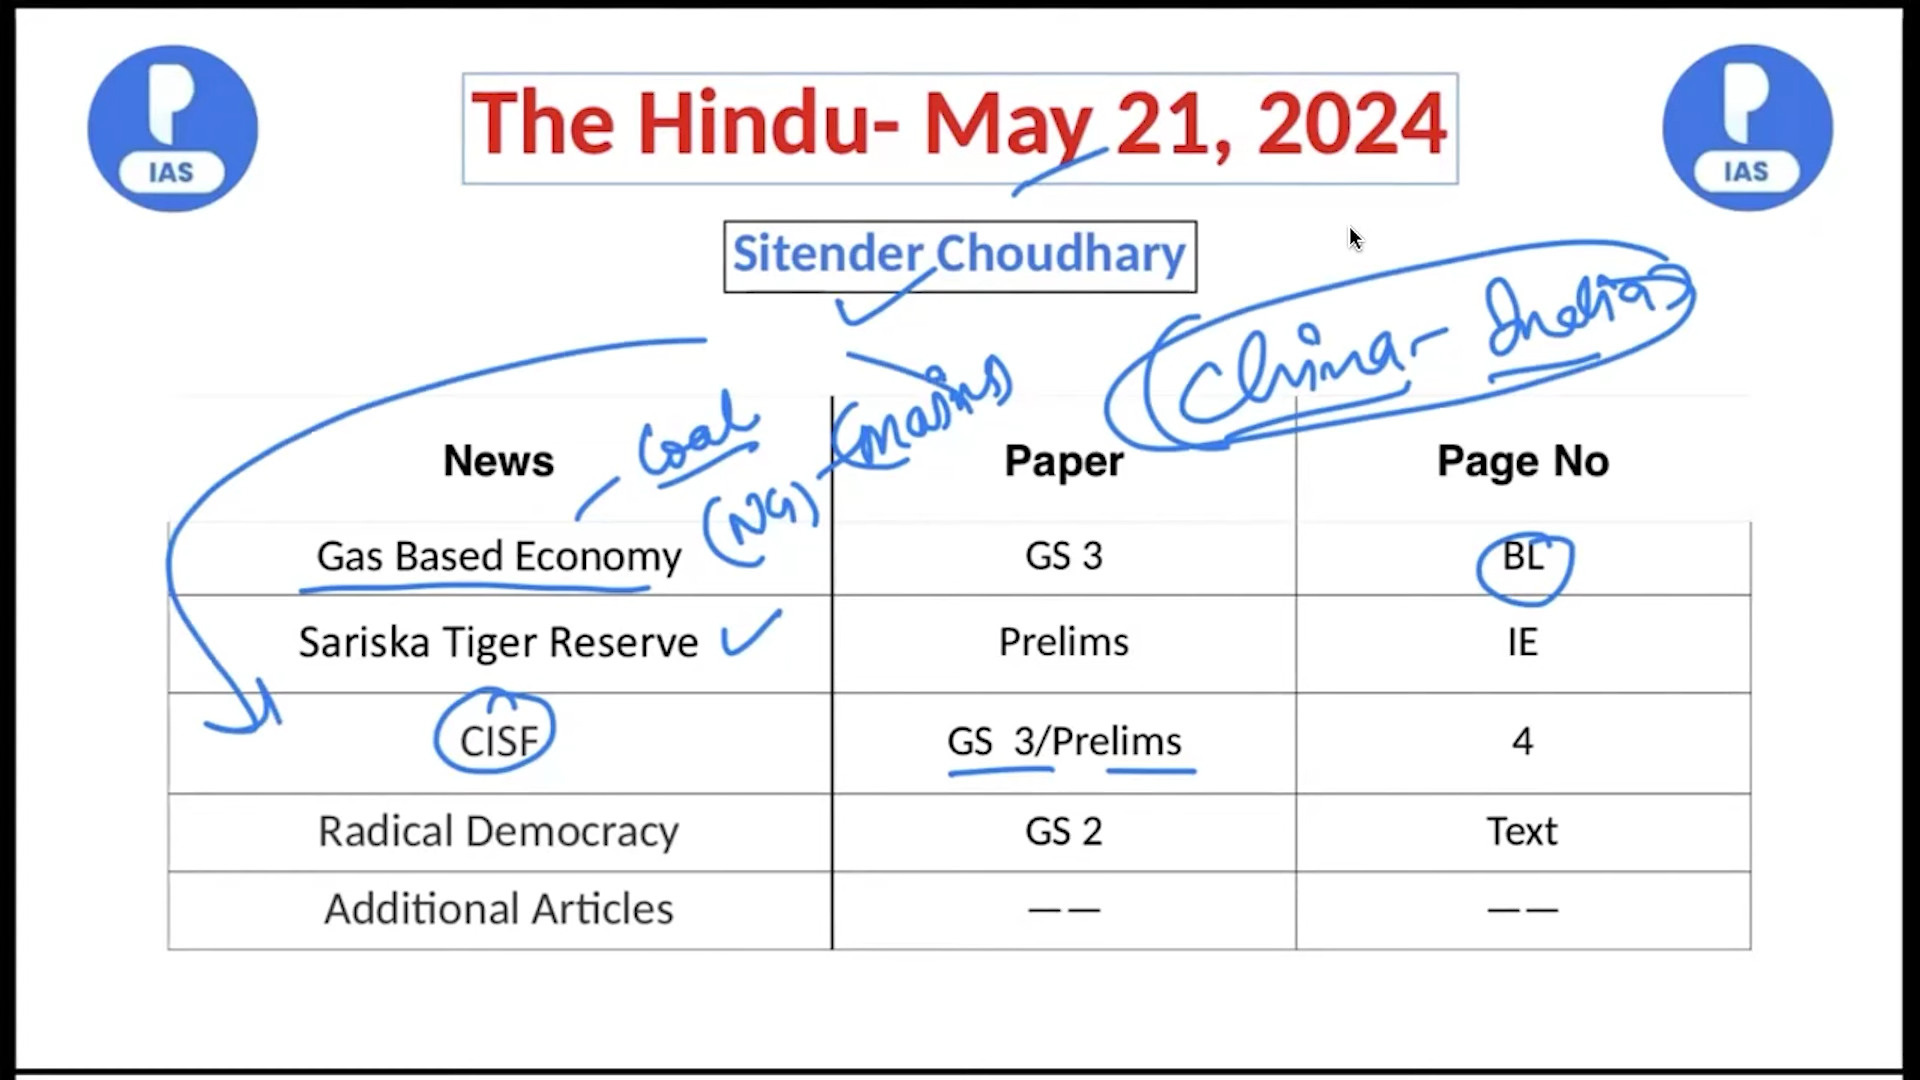 IAS
The Hindu- May 21, 2024
IAS
Sitender Choudhary
China - India
Coal
News
Paper
Page No
(NG)
Gas Based Economy
GS 3
BL
Sariska Tiger Reserve
Prelims
IE
CISF
GS 3/Prelims
4
Radical Democracy
GS 2
Text
Additional Articles
——
——